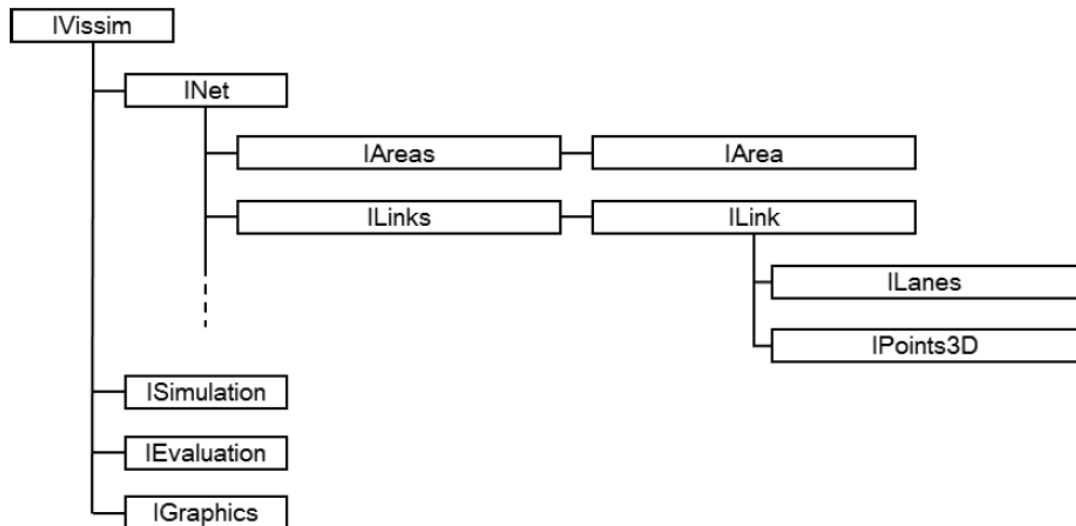 IVissim
INet
IAreas IArea
ILinks ILink
ILanes
IPoints3D
ISimulation
IEvaluation
IGraphics